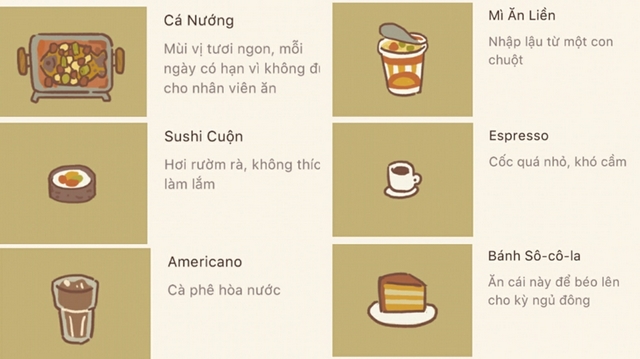 Cá Nướng
Mùi vị tươi ngon, mỗi
ngày có hạn vì không
cho nhân viên ăn
Mì Ăn Liền
Nhập lậu từ một con
chuột
Sushi Cuộn
Hơi rườm rà, không
làm lắm
Espresso
Cốc quá nhỏ, khó cầm
Americano
Cà phê hòa nước
Bánh Sô-cô-la
Ăn cái này để béo lên
cho kỳ ngủ đông